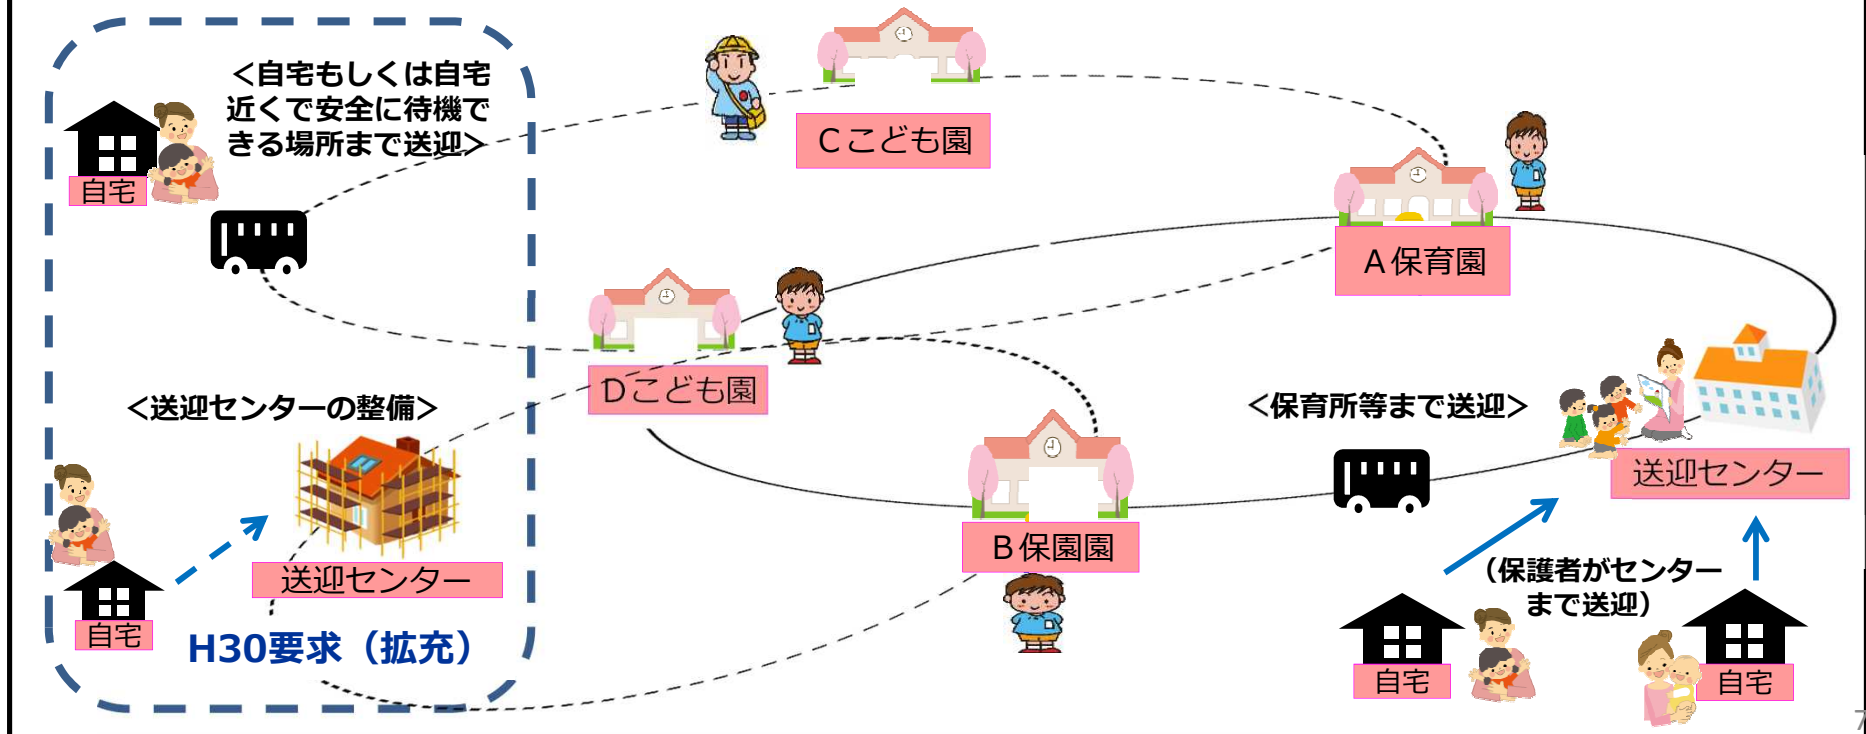 ＜自宅もしくは自宅
近くで安全に待機で
きる場所まで送迎＞
自宅
Ｃこども園
Ａ保育園
Ｄこども園
＜送迎センターの整備＞
＜保育所等まで送迎＞
送迎センター
Ｂ保園園
送迎センター
（保護者がセンター
まで送迎）
自宅
H30要求（拡充）
自宅
自宅
7